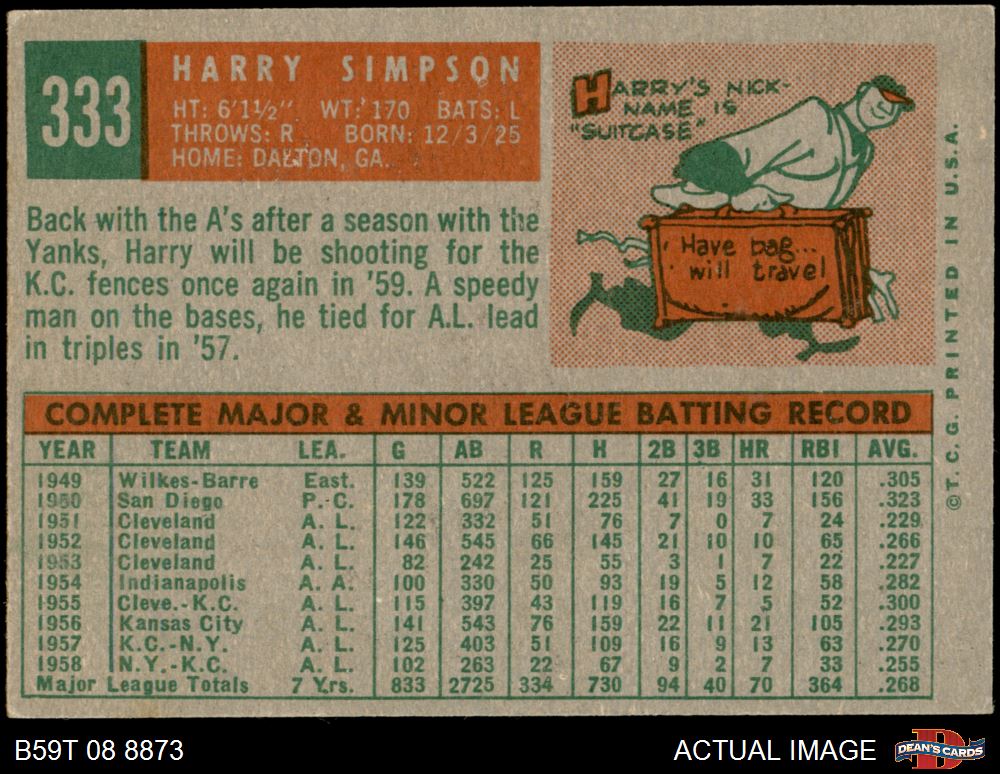 333
HARRY SIMPSON
HT: 6'1½" WT: 170 BATS: L
THROWS: R BORN: 12/3/25
HOME: DALTON, GA.
Back with the A's after a season with the
Yanks, Harry will be shooting for the
K.C. fences once again in '59. A speedy
man on the bases, he tied for A.L. lead
in triples in '57.
HARRY'S NICK-
NAME IS
"SUITCASE"
Have bag...
will travel
© T. C. G. PRINTED IN U.S.A.
COMPLETE MAJOR & MINOR LEAGUE BATTING RECORD
YEAR TEAM LEA. G AB R H 2B 3B HR RBI AVG.
1949 Wilkes-Barre East. 139 522 125 159 27 16 31 120 .305
1950 San Diego P. C. 178 697 121 225 41 19 33 156 .323
1951 Cleveland A. L. 122 332 51 76 7 0 7 24 .229
1952 Cleveland A. L. 146 545 66 145 21 10 10 65 .266
1953 Cleveland A. L. 82 242 25 55 3 1 7 22 .227
1954 Indianapolis A. A. 100 330 50 93 19 5 12 58 .282
1955 Cleve.-K.C. A. L. 115 397 43 119 16 7 5 52 .300
1956 Kansas City A. L. 141 543 76 159 22 11 21 105 .293
1957 K.C.-N.Y. A. L. 125 403 51 109 16 9 13 63 .270
1958 N.Y.-K.C. A. L. 102 263 22 67 9 2 7 33 .255
Major League Totals 7 Yrs. 833 2725 334 730 94 40 70 364 .268
B59T 08 8873
ACTUAL IMAGE
D
DEAN'S CARDS